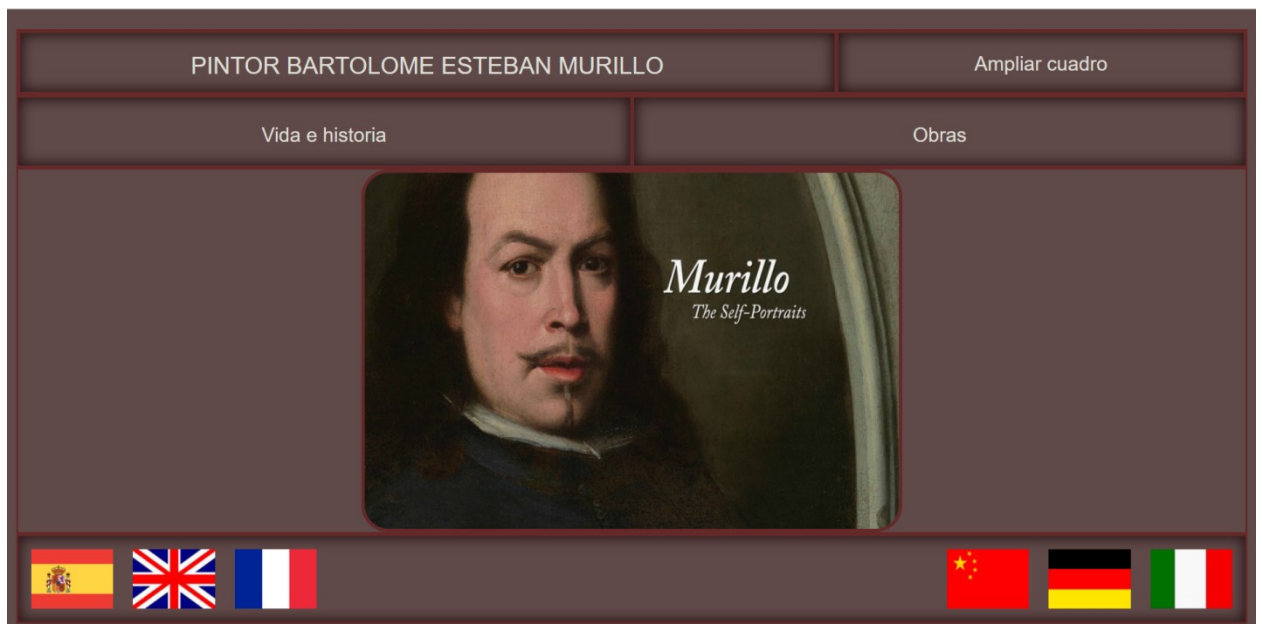 PINTOR BARTOLOME ESTEBAN MURILLO
Ampliar cuadro
Vida e historia
Obras
Murillo
The Self-Portraits